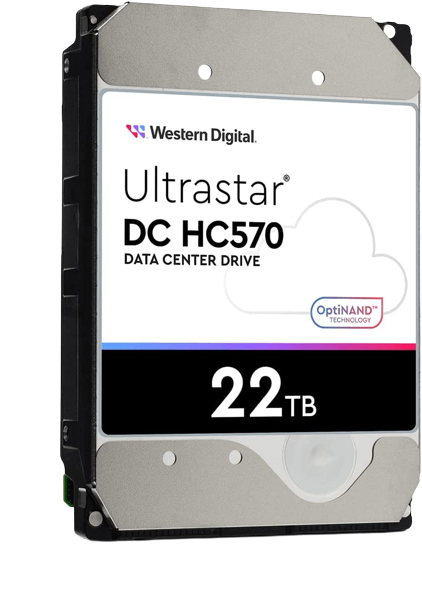 Western Digital.
Ultrastar®
DC HC570
DATA CENTER DRIVE
OptiNAND™
TECHNOLOGY
22TB